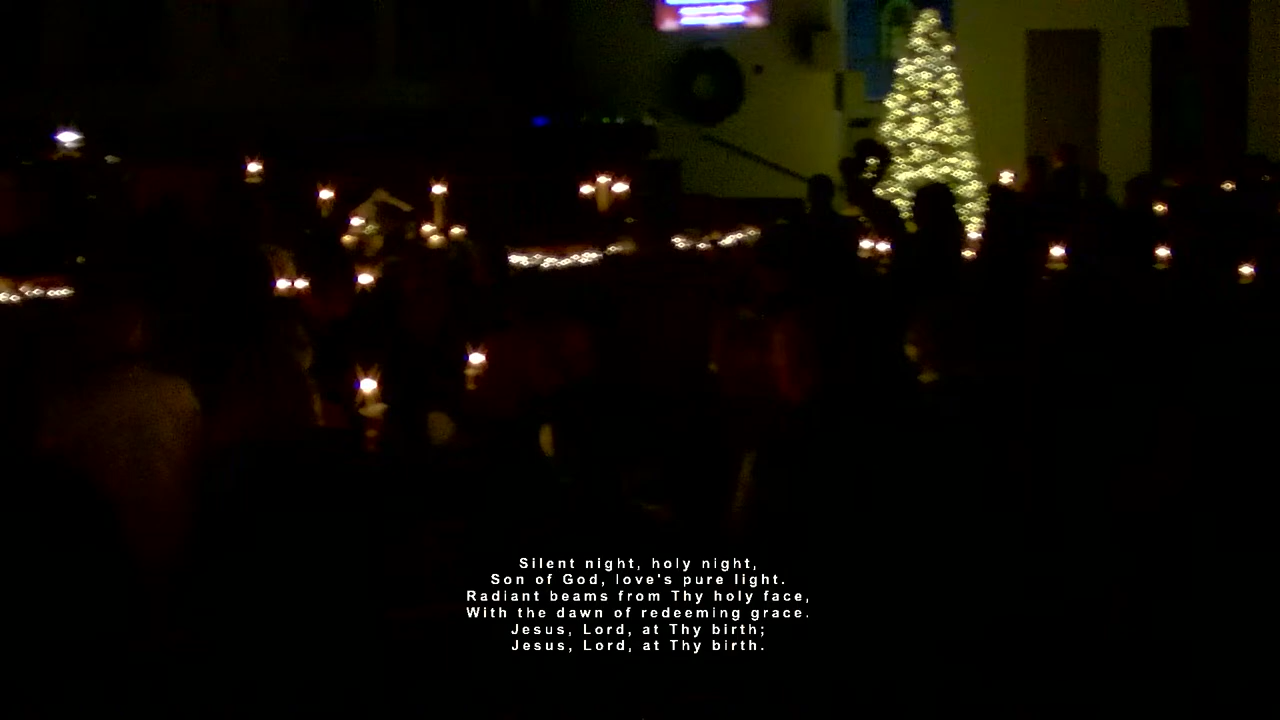 Silent night, holy night,
Son of God, love's pure light.
Radiant beams from Thy holy face,
With the dawn of redeeming grace.
Jesus, Lord, at Thy birth;
Jesus, Lord, at Thy birth.